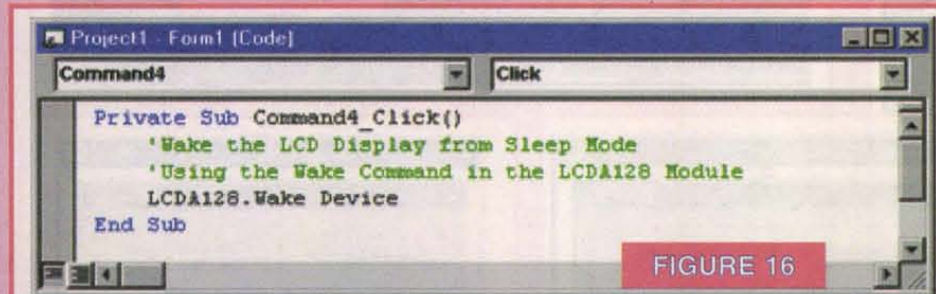 Project1 - Form1 (Code)
Command4 Click
Private Sub Command4_Click()
'Wake the LCD Display from Sleep Mode
'Using the Wake Command in the LCDA128 Module
LCDA128.Wake Device
End Sub
FIGURE 16